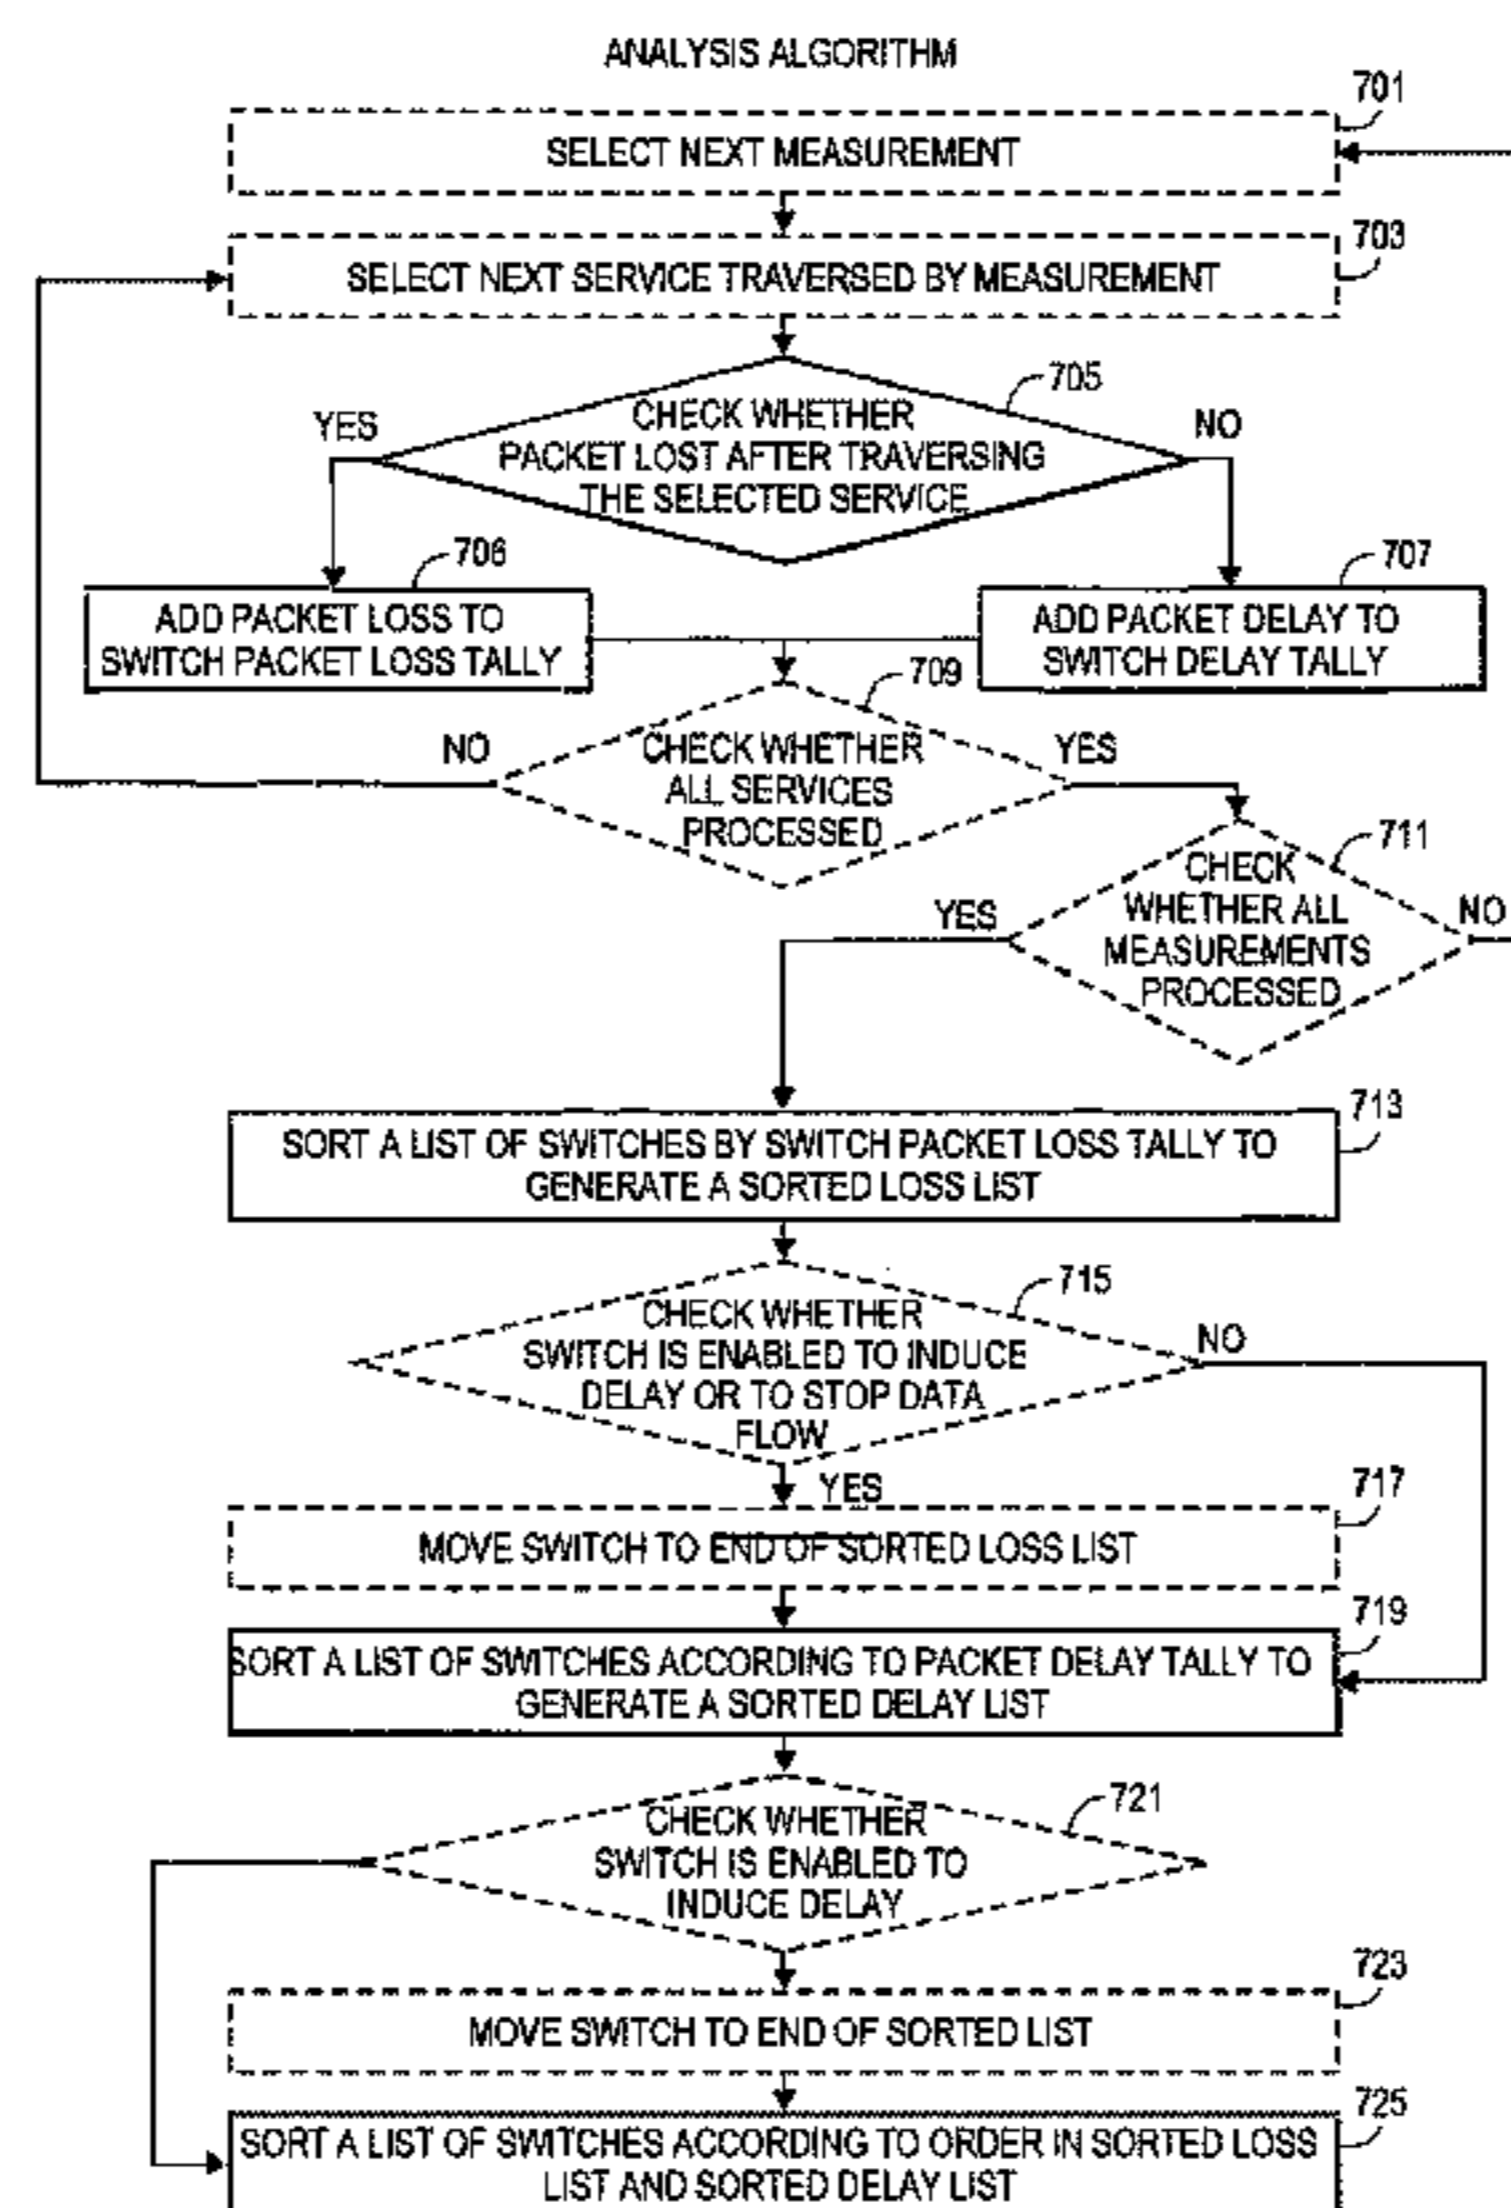 ANALYSIS ALGORITHM
701
SELECT NEXT MEASUREMENT
703
SELECT NEXT SERVICE TRAVERSED BY MEASUREMENT
705
YES
NO
CHECK WHETHER
PACKET LOST AFTER TRAVERSING
THE SELECTED SERVICE
706
707
ADD PACKET LOSS TO
SWITCH PACKET LOSS TALLY
ADD PACKET DELAY TO
SWITCH DELAY TALLY
709
NO
YES
CHECK WHETHER
ALL SERVICES
PROCESSED
711
YES
NO
CHECK
WHETHER ALL
MEASUREMENTS
PROCESSED
713
SORT A LIST OF SWITCHES BY SWITCH PACKET LOSS TALLY TO
GENERATE A SORTED LOSS LIST
715
NO
CHECK WHETHER
SWITCH IS ENABLED TO INDUCE
DELAY OR TO STOP DATA
FLOW
YES
717
MOVE SWITCH TO END OF SORTED LOSS LIST
719
SORT A LIST OF SWITCHES ACCORDING TO PACKET DELAY TALLY TO
GENERATE A SORTED DELAY LIST
721
CHECK WHETHER
SWITCH IS ENABLED TO
INDUCE DELAY
723
MOVE SWITCH TO END OF SORTED LIST
725
SORT A LIST OF SWITCHES ACCORDING TO ORDER IN SORTED LOSS
LIST AND SORTED DELAY LIST